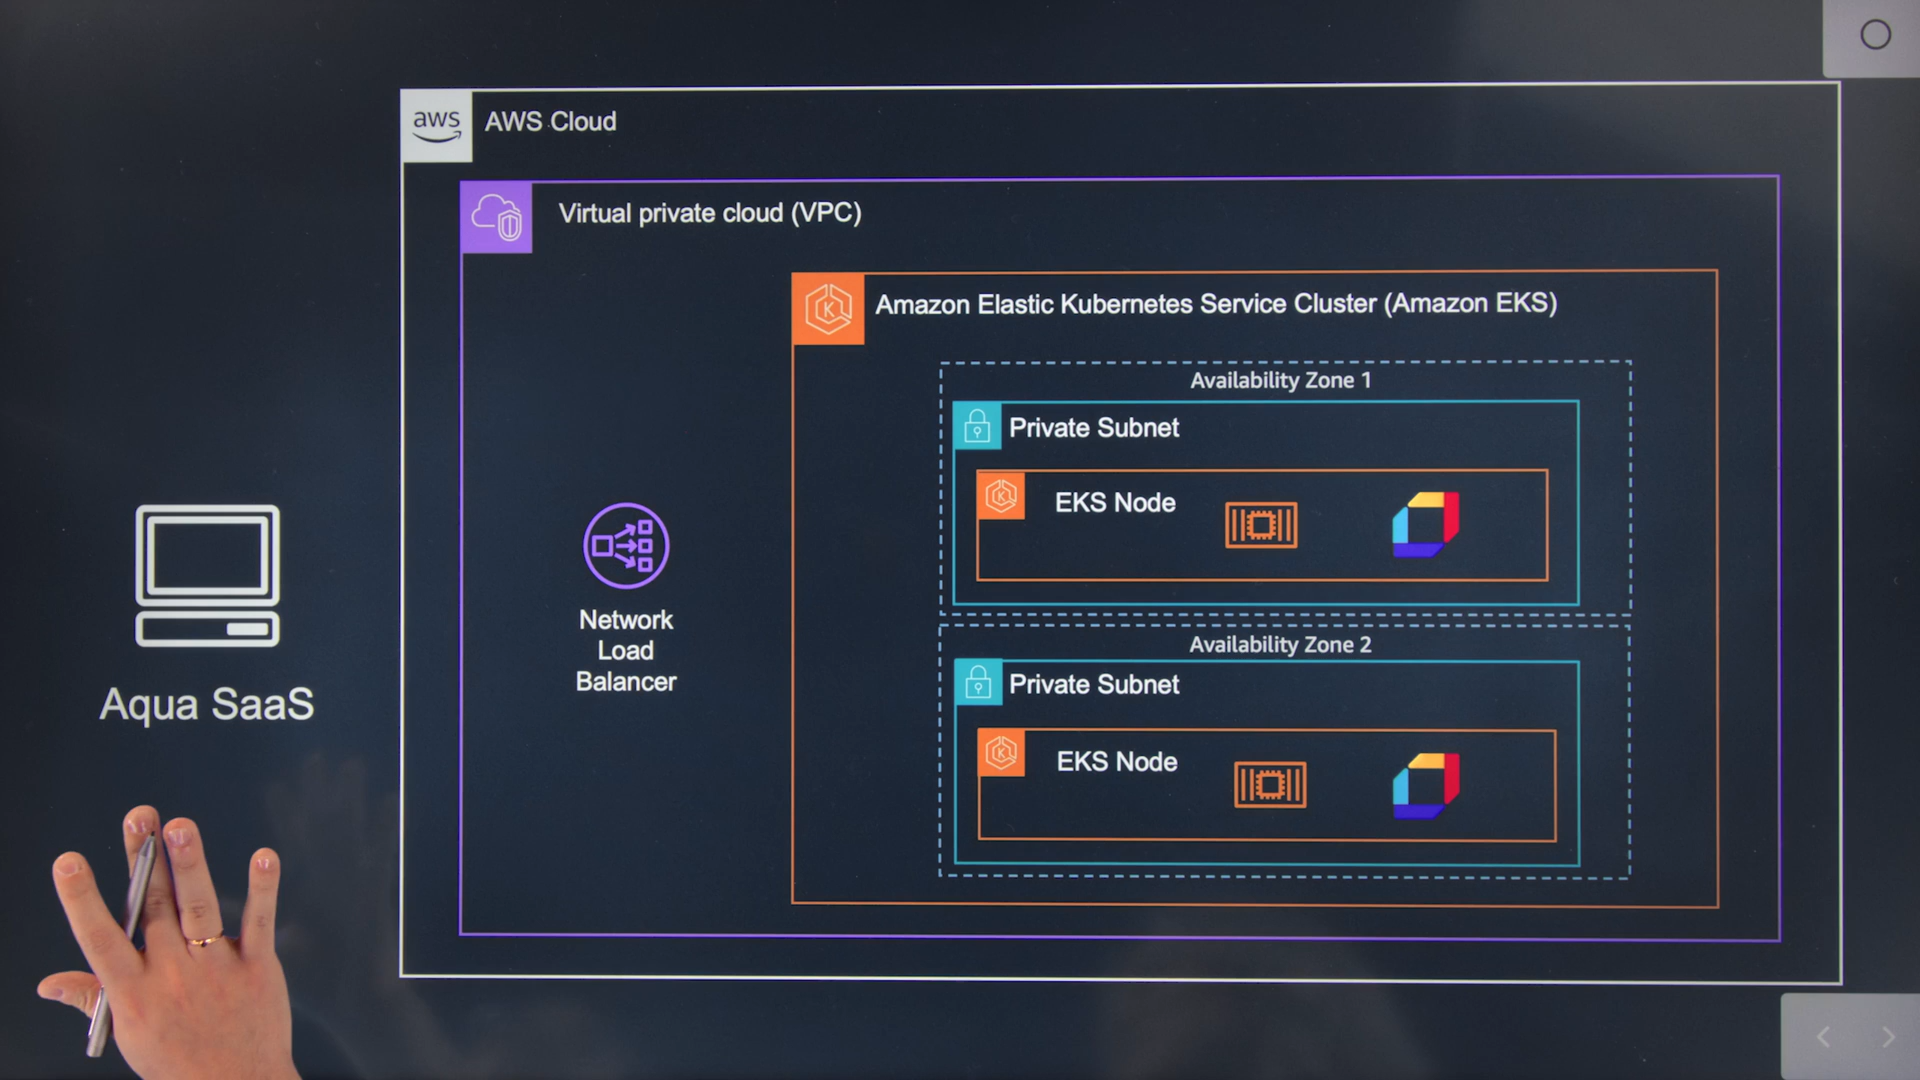 aws
AWS Cloud
Virtual private cloud (VPC)
Amazon Elastic Kubernetes Service Cluster (Amazon EKS)
Availability Zone 1
Private Subnet
EKS Node
Network
Load
Balancer
Availability Zone 2
Private Subnet
EKS Node
Aqua SaaS